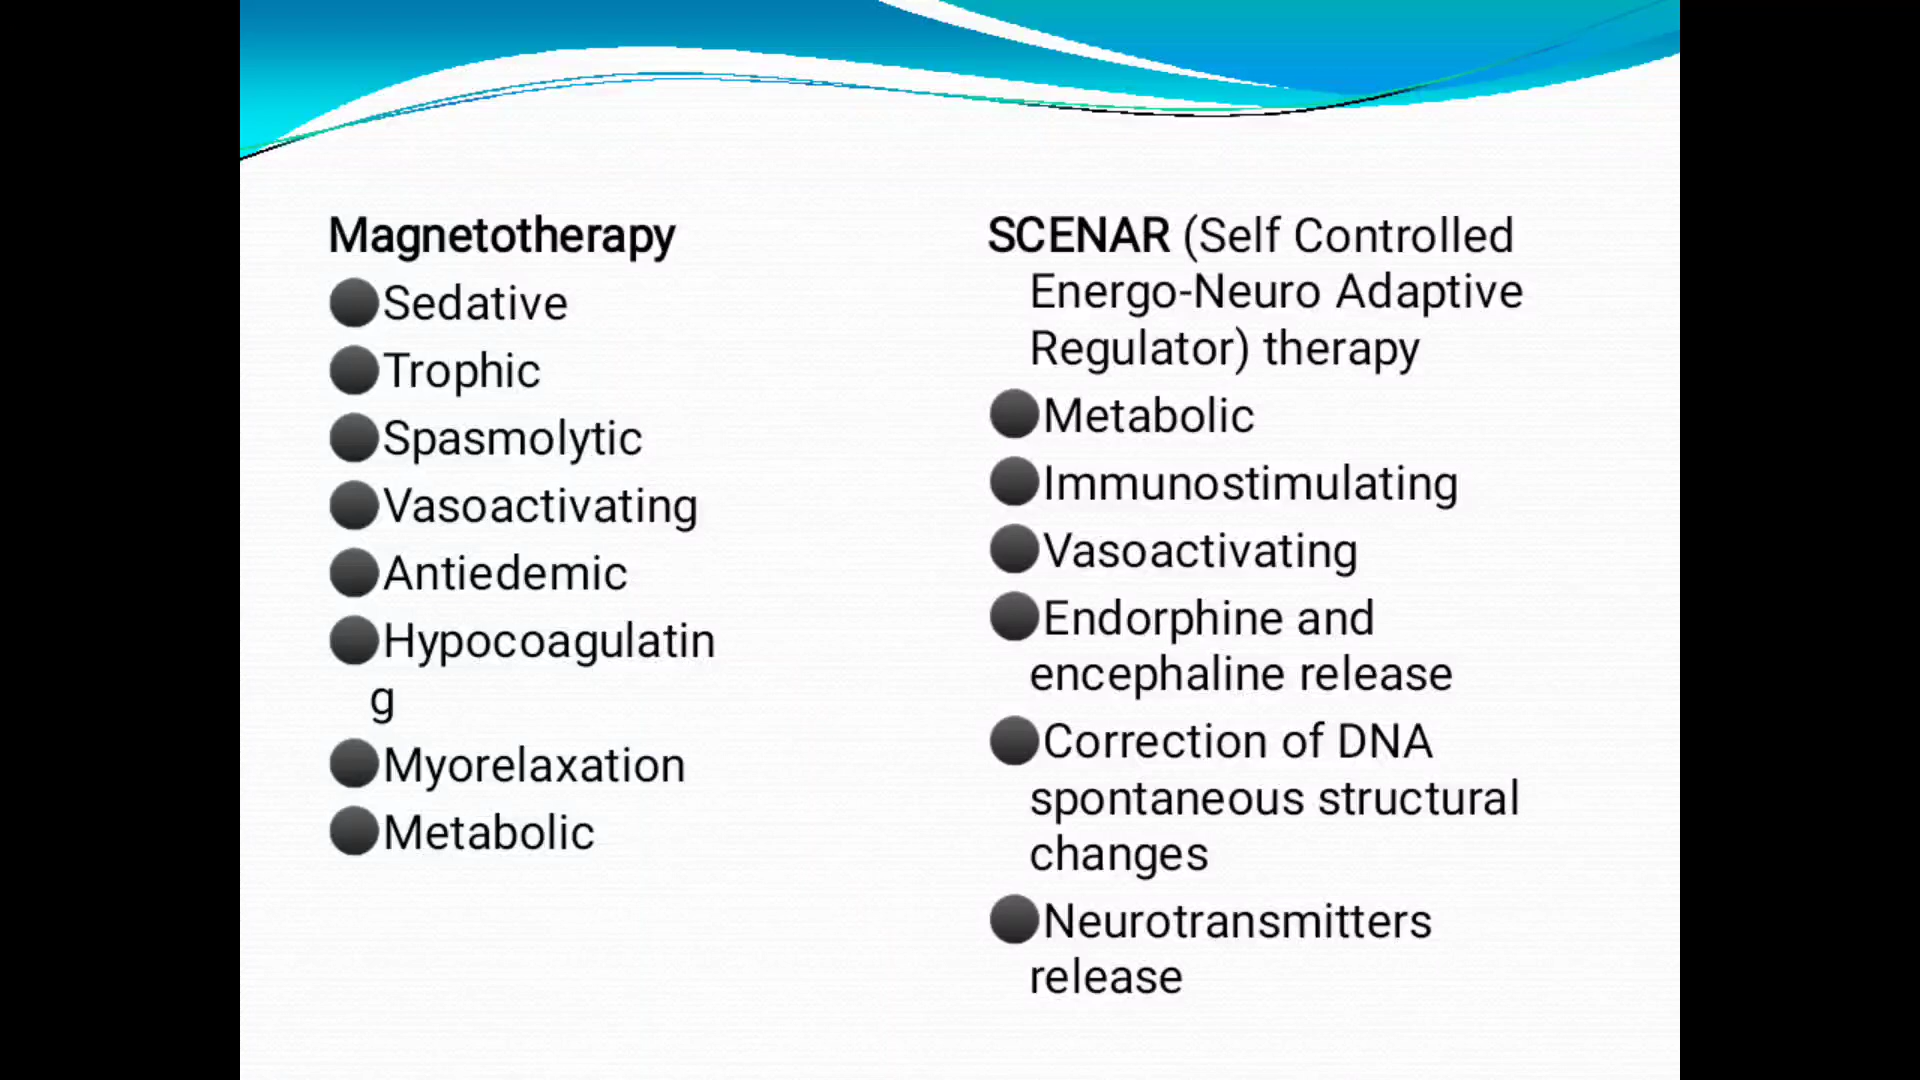 Magnetotherapy
Sedative
Trophic
Spasmolytic
Vasoactivating
Antiedemic
Hypocoagulatin
g
Myorelaxation
Metabolic
SCENAR (Self Controlled
Energo-Neuro Adaptive
Regulator) therapy
Metabolic
Immunostimulating
Vasoactivating
Endorphine and
encephaline release
Correction of DNA
spontaneous structural
changes
Neurotransmitters
release